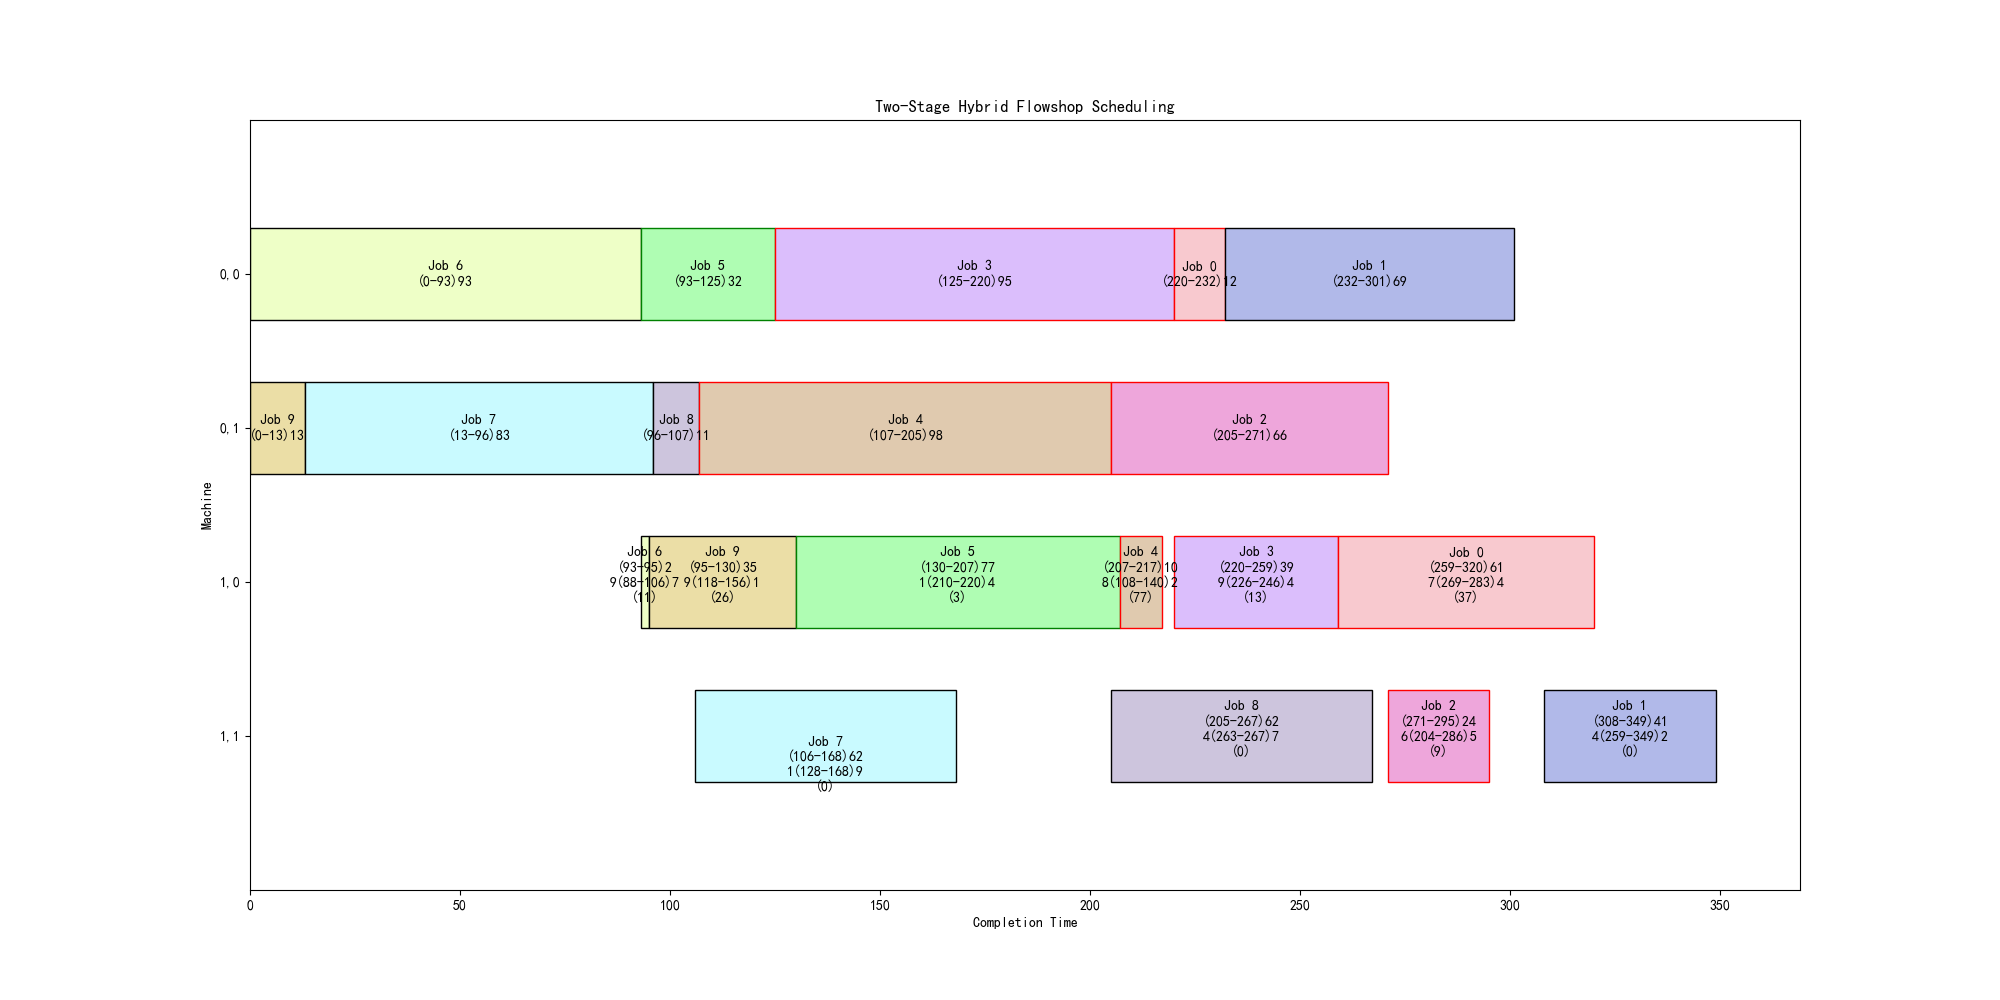 Two-Stage Hybrid Flowshop Scheduling
Machine
0,0
Job 6
(0-93)93
Job 5
(93-125)32
Job 3
(125-220)95
Job 0
(220-232)12
Job 1
(232-301)69
0,1
Job 9
(0-13)13
Job 7
(13-96)83
Job 8
(96-107)11
Job 4
(107-205)98
Job 2
(205-271)66
1,0
Job 6
(93-95)2
9(88-106)7
(11)
Job 9
(95-130)35
9(118-156)1
(26)
Job 5
(130-207)77
1(210-220)4
(3)
Job 4
(207-217)10
8(108-140)2
(77)
Job 3
(220-259)39
9(226-246)4
(13)
Job 0
(259-320)61
7(269-283)4
(37)
1,1
Job 7
(106-168)62
1(128-168)9
(0)
Job 8
(205-267)62
4(263-267)7
(0)
Job 2
(271-295)24
6(204-286)5
(9)
Job 1
(308-349)41
4(259-349)2
(0)
0 50 100 150 200 250 300 350
Completion Time